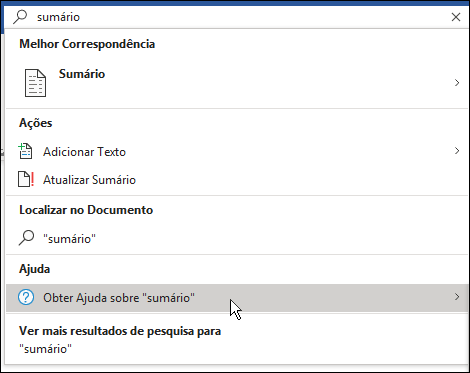 sumário
Melhor Correspondência
Sumário
Ações
Adicionar Texto
Atualizar Sumário
Localizar no Documento
"sumário"
Ajuda
Obter Ajuda sobre "sumário"
Ver mais resultados de pesquisa para
"sumário"